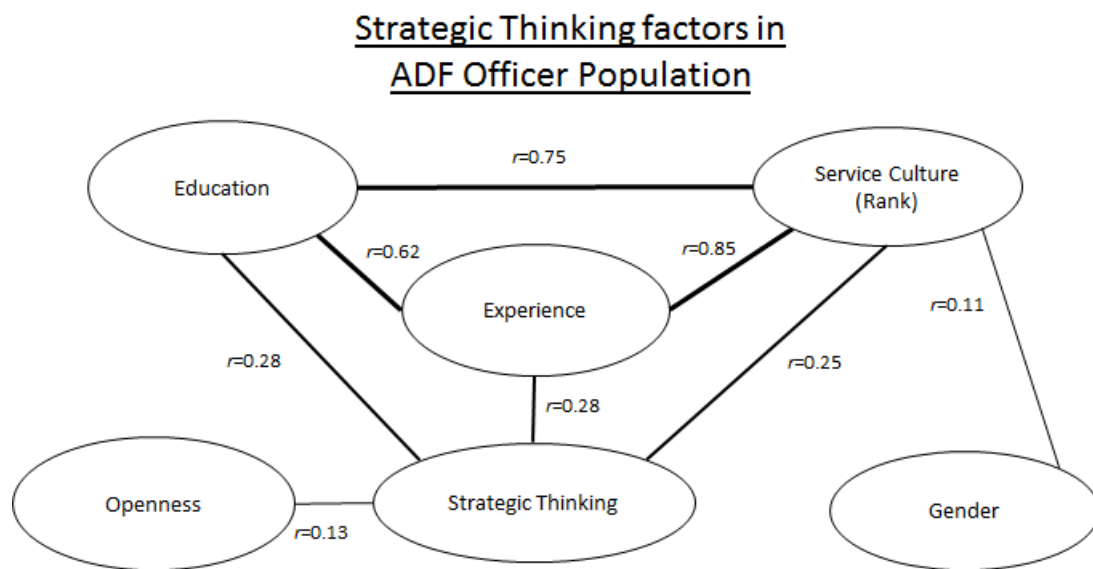 Strategic Thinking factors in
ADF Officer Population
Education
r=0.75
Service Culture
(Rank)
r=0.62
r=0.85
Experience
r=0.11
r=0.28
r=0.25
r=0.28
Openness
Strategic Thinking
Gender
r=0.13